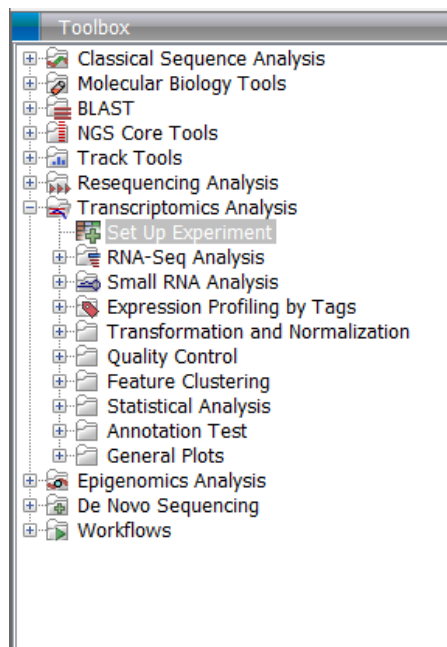 Toolbox
Classical Sequence Analysis
Molecular Biology Tools
BLAST
NGS Core Tools
Track Tools
Resequencing Analysis
Transcriptomics Analysis
Set Up Experiment
RNA-Seq Analysis
Small RNA Analysis
Expression Profiling by Tags
Transformation and Normalization
Quality Control
Feature Clustering
Statistical Analysis
Annotation Test
General Plots
Epigenomics Analysis
De Novo Sequencing
Workflows